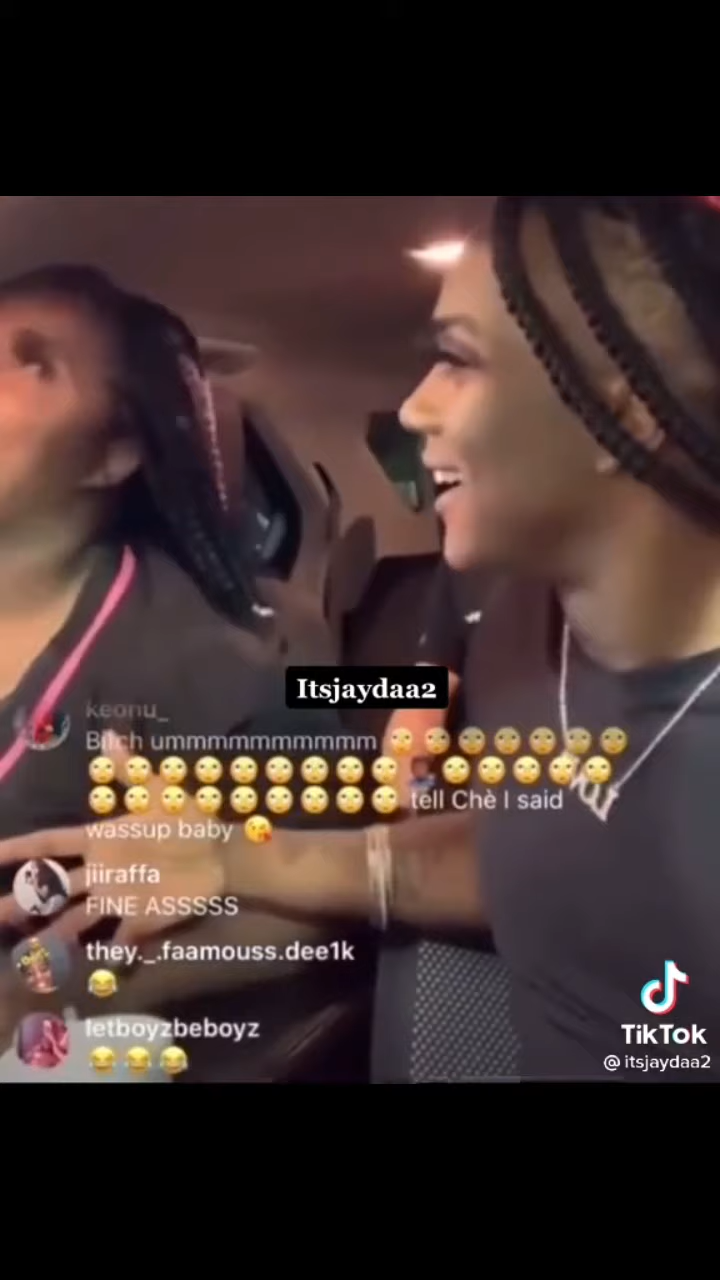 Itsjaydaa2
keonu_
Bitch ummmmmmmmmm 🙄 🙄 🙄 🙄 🙄 🙄 🙄
🙄 🙄 🙄 🙄 🙄 🙄 🙄 🙄 🙄 🤷🏾‍♂️ 🙄 🙄 🙄 🙄 🙄
🙄 🙄 🙄 🙄 🙄 🙄 🙄 🙄 🙄 tell Chè I said
wassup baby 😘
jiiraffa
FINE ASSSSS
they._.faamouss.dee1k
😂
letboyzbeboyz
😂 😂 😂
TikTok
@itsjaydaa2